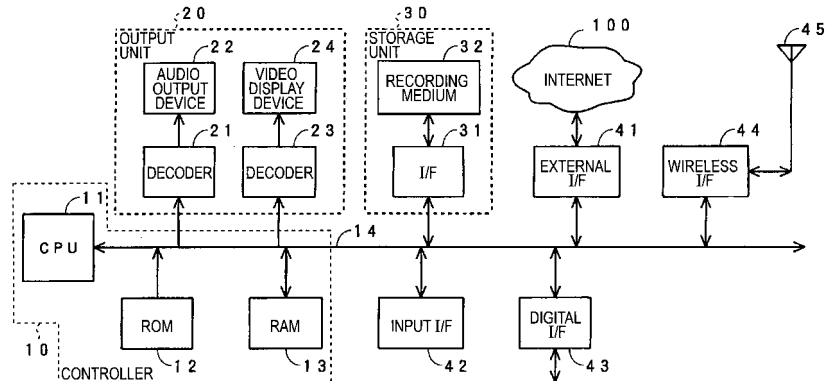 20
30
OUTPUT
UNIT
22
24
STORAGE
UNIT
32
100
45
AUDIO
OUTPUT
DEVICE
VIDEO
DISPLAY
DEVICE
RECORDING
MEDIUM
INTERNET
21
23
31
41
44
DECODER
DECODER
I/F
EXTERNAL
I/F
WIRELESS
I/F
11
CPU
14
ROM
RAM
INPUT I/F
DIGITAL
I/F
10
12
13
42
43
CONTROLLER